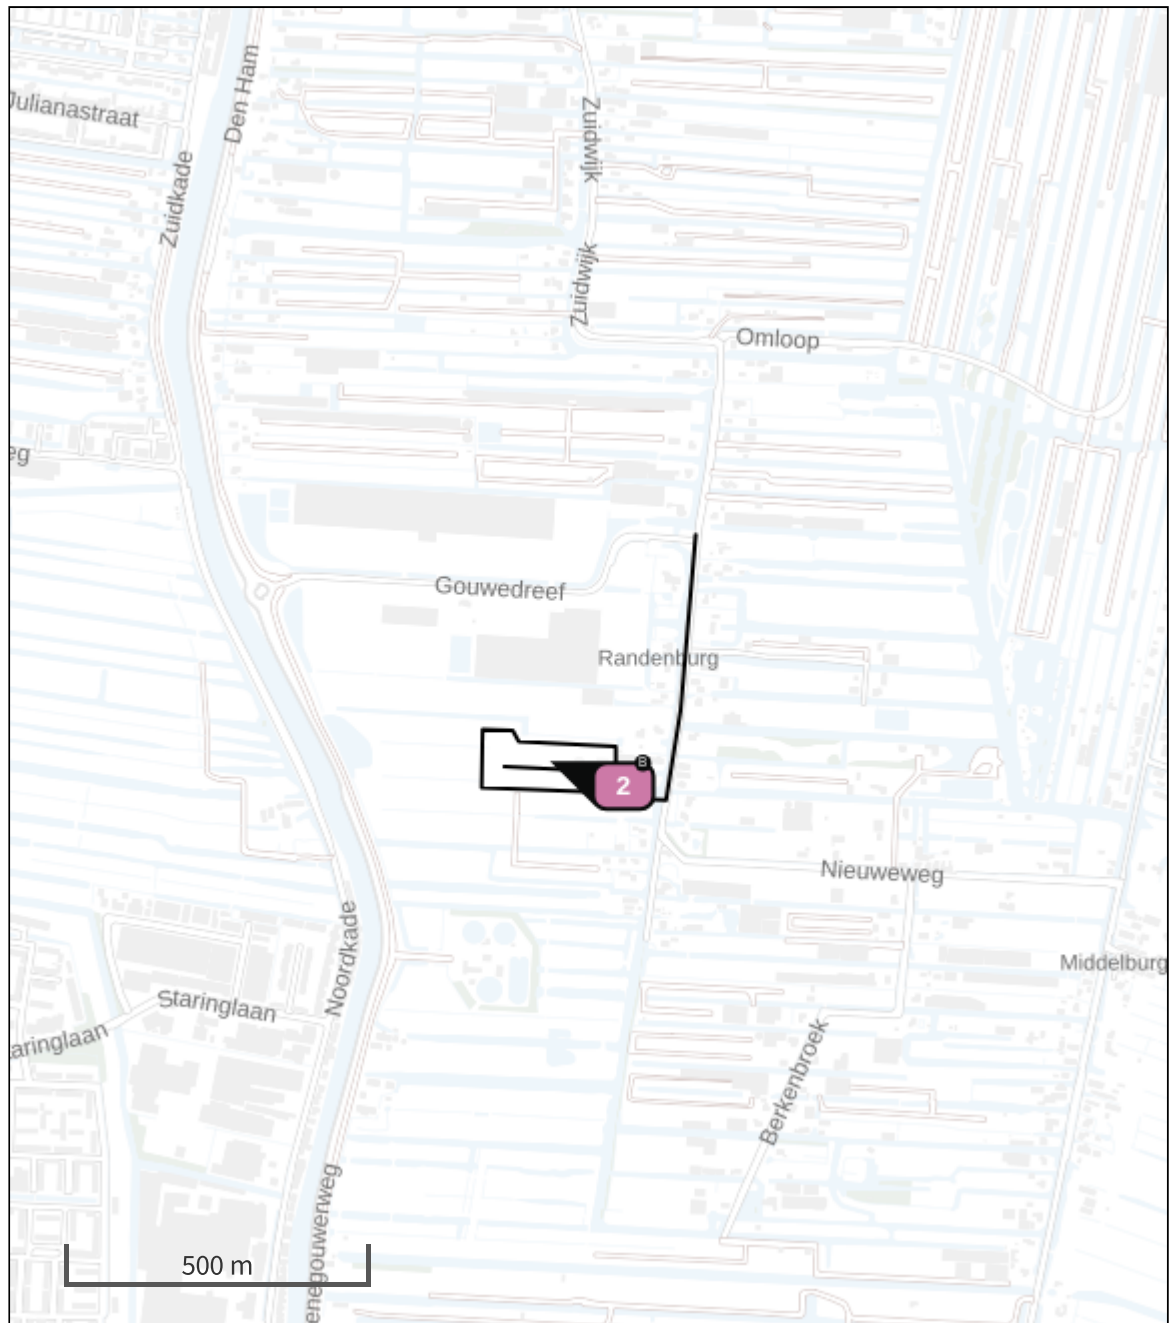 Julianastraat
Den Ham
Zuidkade
Zuidwijk
Zuidwijk
Omloop
eg
Gouwedreef
Randenburg
B
2
Nieuweweg
Noordkade
Middelburg
Staringlaan
aringlaan
Berkenbroek
enegouwerweg
500 m